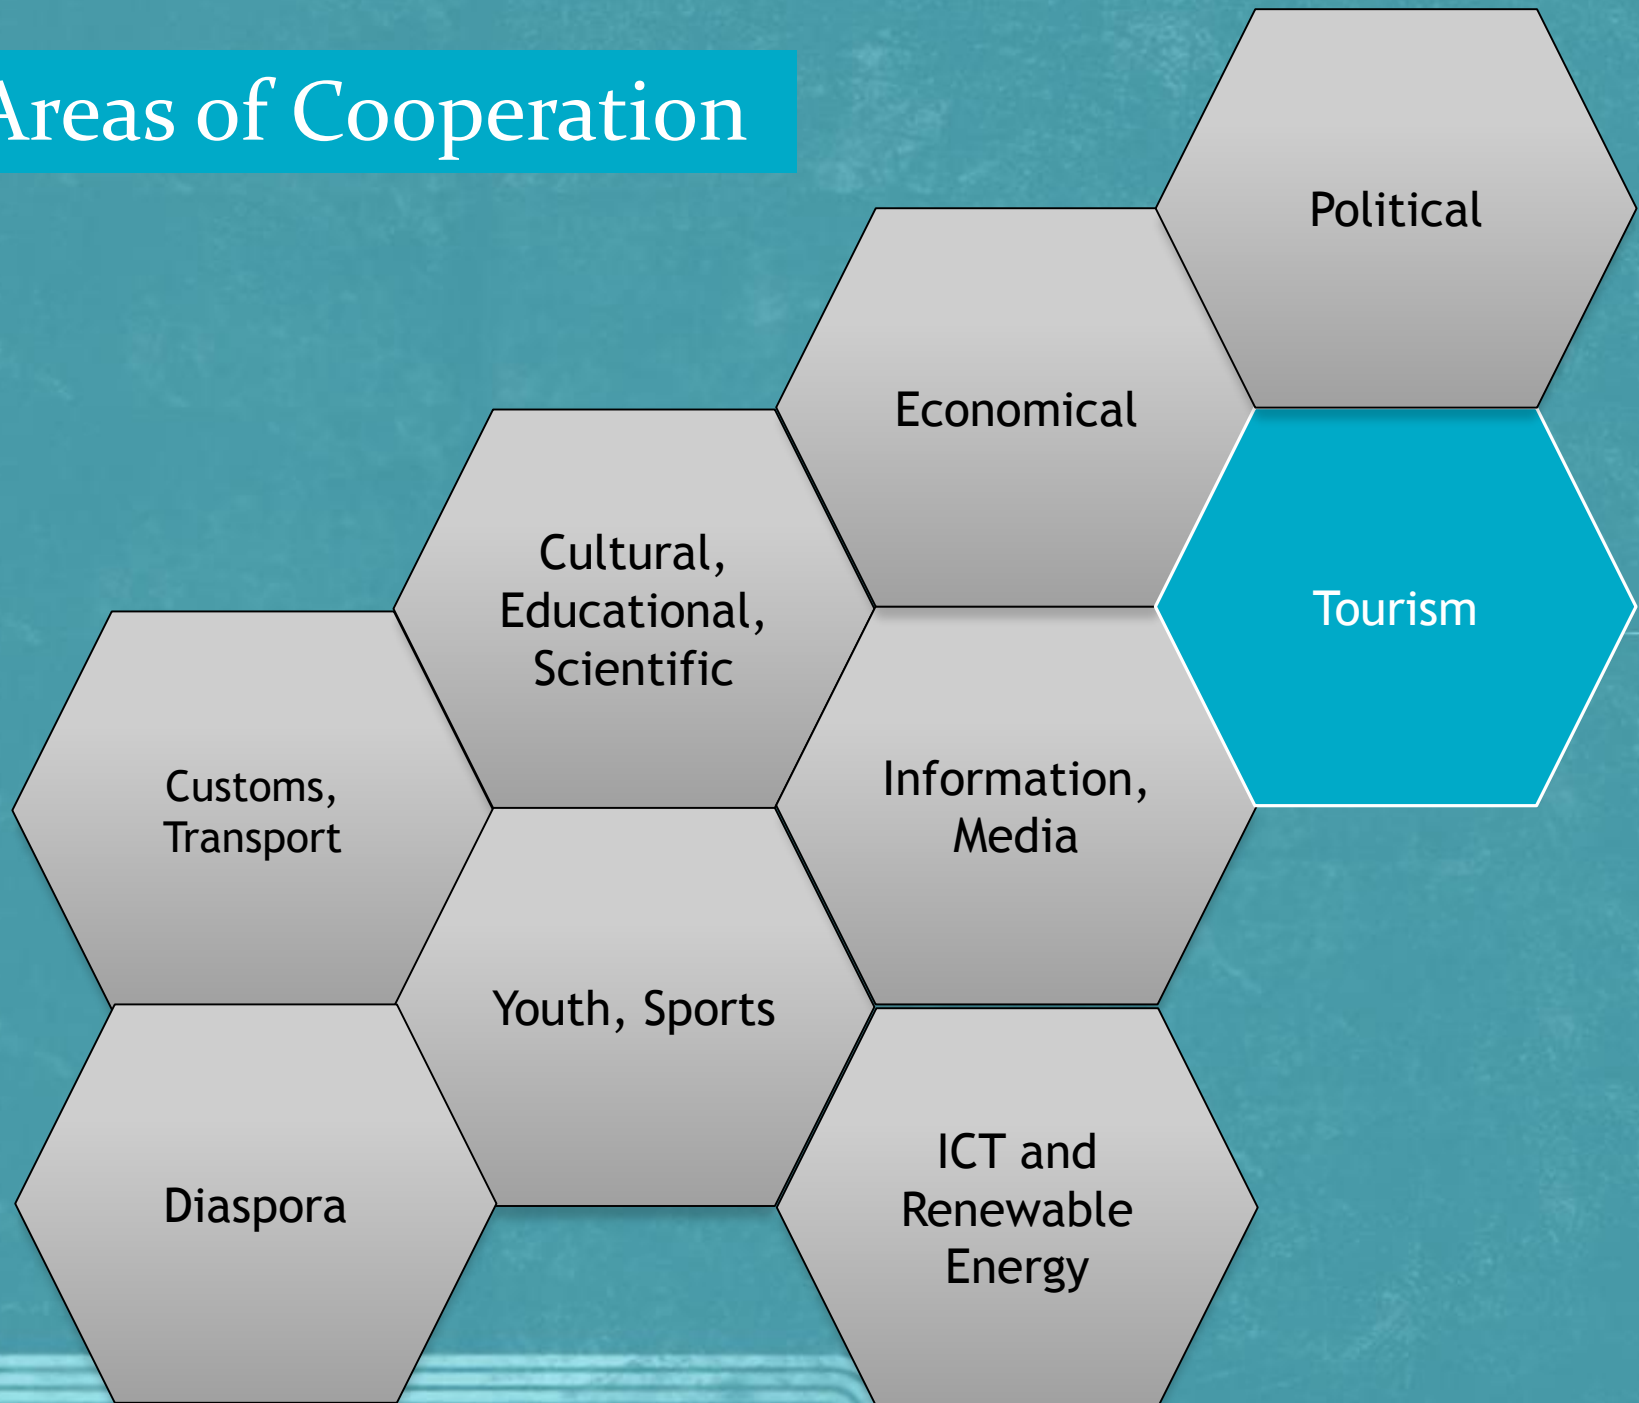 Areas of Cooperation
Political
Economical
Tourism
Cultural,
Educational,
Scientific
Information,
Media
Customs,
Transport
Youth, Sports
ICT and
Renewable
Energy
Diaspora